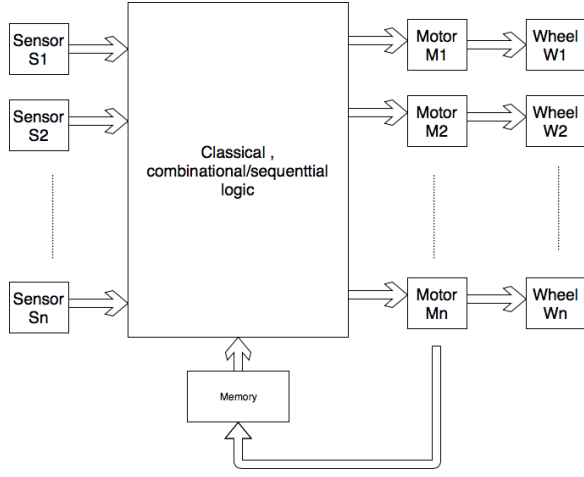 Sensor
S1
Motor
M1
Wheel
W1
Sensor
S2
Motor
M2
Wheel
W2
Classical ,
combinational/sequenttial
logic
Sensor
Sn
Motor
Mn
Wheel
Wn
Memory